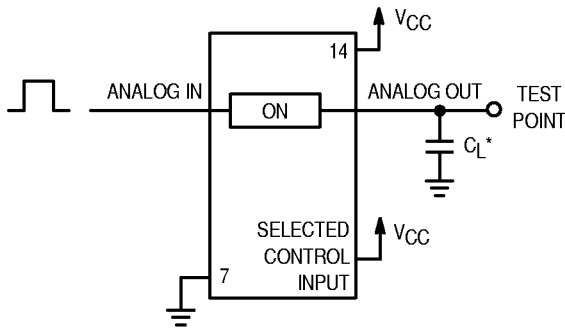 VCC
14
ANALOG IN
ON
ANALOG OUT
TEST
POINT
CL*
SELECTED
CONTROL
INPUT
VCC
7